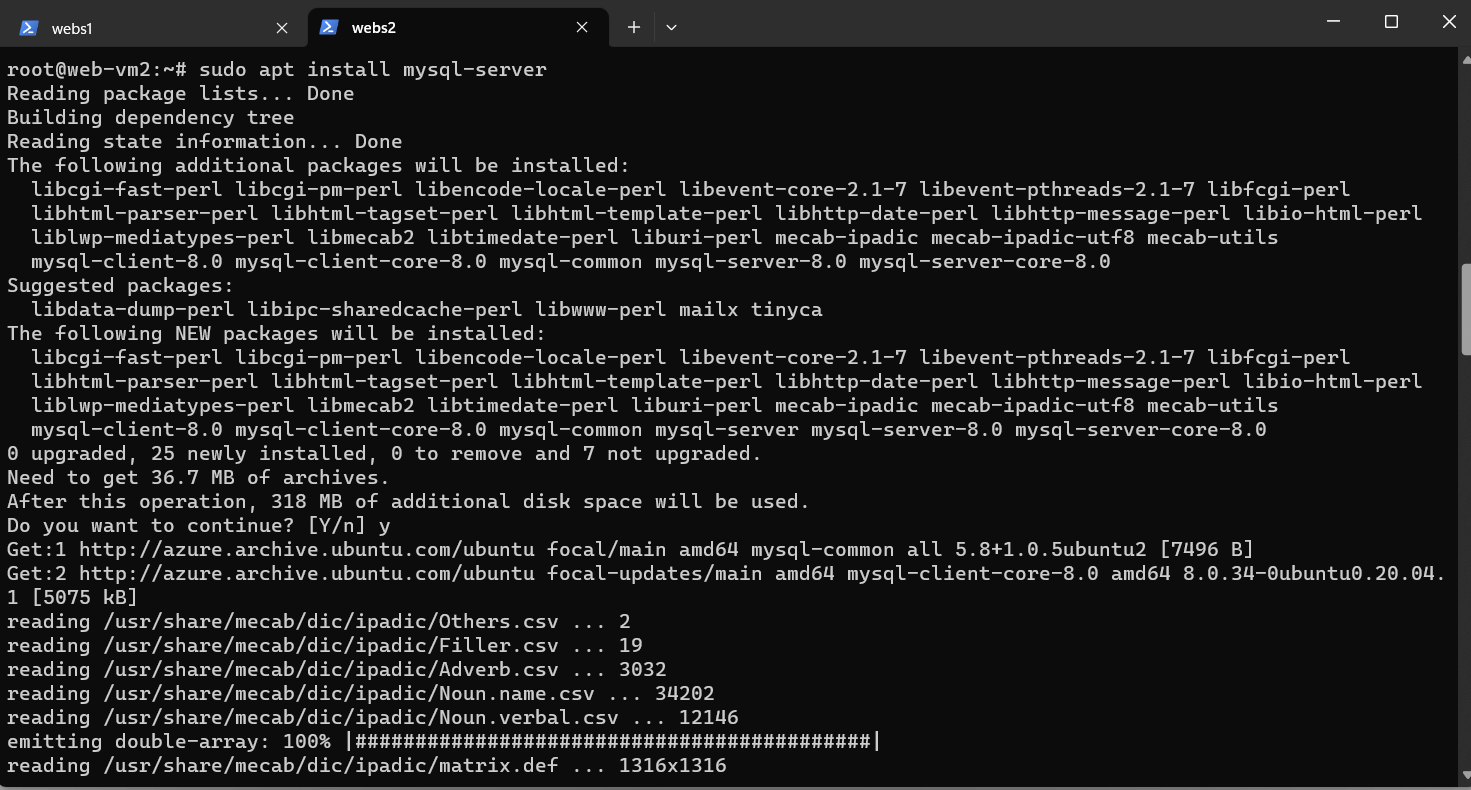 webs1
webs2
root@web-vm2:~# sudo apt install mysql-server
Reading package lists... Done
Building dependency tree
Reading state information... Done
The following additional packages will be installed:
  libcgi-fast-perl libcgi-pm-perl libencode-locale-perl libevent-core-2.1-7 libevent-pthreads-2.1-7 libfcgi-perl
  libhtml-parser-perl libhtml-tagset-perl libhtml-template-perl libhttp-date-perl libhttp-message-perl libio-html-perl
  liblwp-mediatypes-perl libmecab2 libtimedate-perl liburi-perl mecab-ipadic mecab-ipadic-utf8 mecab-utils
  mysql-client-8.0 mysql-client-core-8.0 mysql-common mysql-server-8.0 mysql-server-core-8.0
Suggested packages:
  libdata-dump-perl libipc-sharedcache-perl libwww-perl mailx tinyca
The following NEW packages will be installed:
  libcgi-fast-perl libcgi-pm-perl libencode-locale-perl libevent-core-2.1-7 libevent-pthreads-2.1-7 libfcgi-perl
  libhtml-parser-perl libhtml-tagset-perl libhtml-template-perl libhttp-date-perl libhttp-message-perl libio-html-perl
  liblwp-mediatypes-perl libmecab2 libtimedate-perl liburi-perl mecab-ipadic mecab-ipadic-utf8 mecab-utils
  mysql-client-8.0 mysql-client-core-8.0 mysql-common mysql-server mysql-server-8.0 mysql-server-core-8.0
0 upgraded, 25 newly installed, 0 to remove and 7 not upgraded.
Need to get 36.7 MB of archives.
After this operation, 318 MB of additional disk space will be used.
Do you want to continue? [Y/n] y
Get:1 http://azure.archive.ubuntu.com/ubuntu focal/main amd64 mysql-common all 5.8+1.0.5ubuntu2 [7496 B]
Get:2 http://azure.archive.ubuntu.com/ubuntu focal-updates/main amd64 mysql-client-core-8.0 amd64 8.0.34-0ubuntu0.20.04.
1 [5075 kB]
reading /usr/share/mecab/dic/ipadic/Others.csv ... 2
reading /usr/share/mecab/dic/ipadic/Filler.csv ... 19
reading /usr/share/mecab/dic/ipadic/Adverb.csv ... 3032
reading /usr/share/mecab/dic/ipadic/Noun.name.csv ... 34202
reading /usr/share/mecab/dic/ipadic/Noun.verbal.csv ... 12146
emitting double-array: 100% |###########################################|
reading /usr/share/mecab/dic/ipadic/matrix.def ... 1316x1316